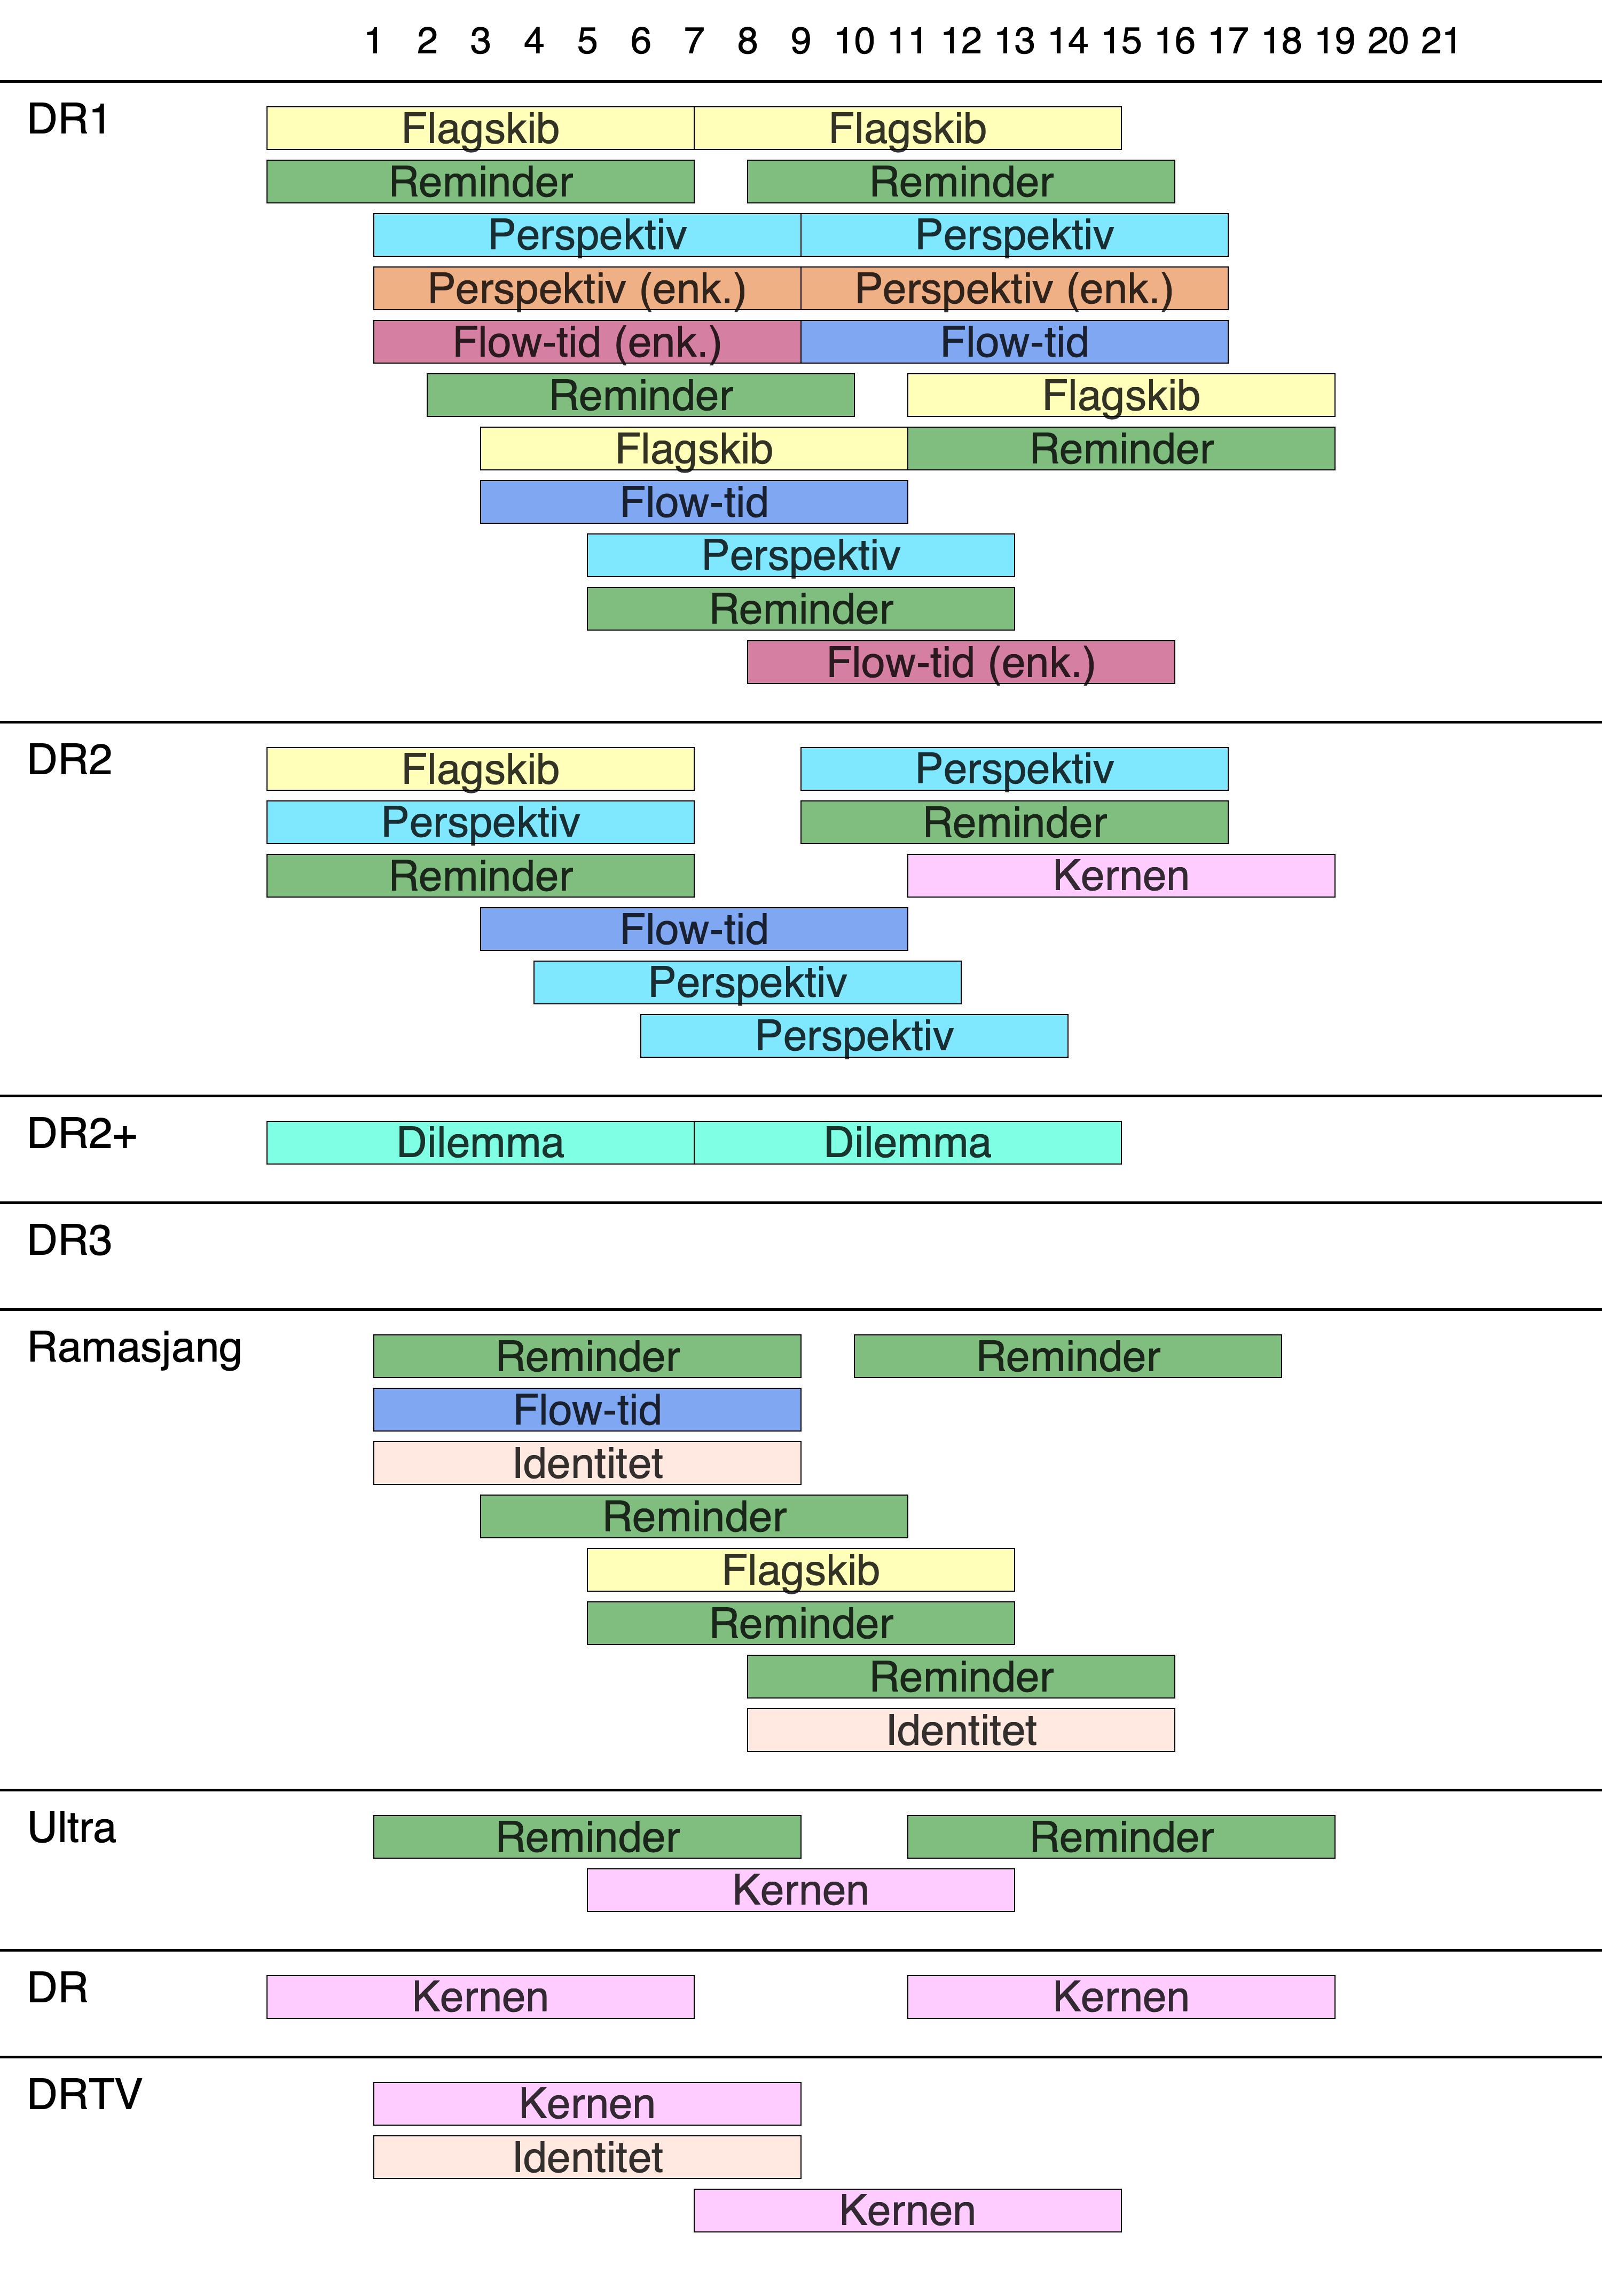 1 2 3 4 5 6 7 8 9 10 11 12 13 14 15 16 17 18 19 20 21
DR1
Flagskib Flagskib
Reminder Reminder
Perspektiv Perspektiv
Perspektiv (enk.) Perspektiv (enk.)
Flow-tid (enk.) Flow-tid
Reminder Flagskib
Flagskib Reminder
Flow-tid
Perspektiv
Reminder
Flow-tid (enk.)
DR2
Flagskib Perspektiv
Perspektiv Reminder
Reminder Kernen
Flow-tid
Perspektiv
Perspektiv
DR2+
Dilemma Dilemma
DR3
Ramasjang
Reminder Reminder
Flow-tid
Identitet
Reminder
Flagskib
Reminder
Reminder
Identitet
Ultra
Reminder Reminder
Kernen
DR
Kernen Kernen
DRTV
Kernen
Identitet
Kernen